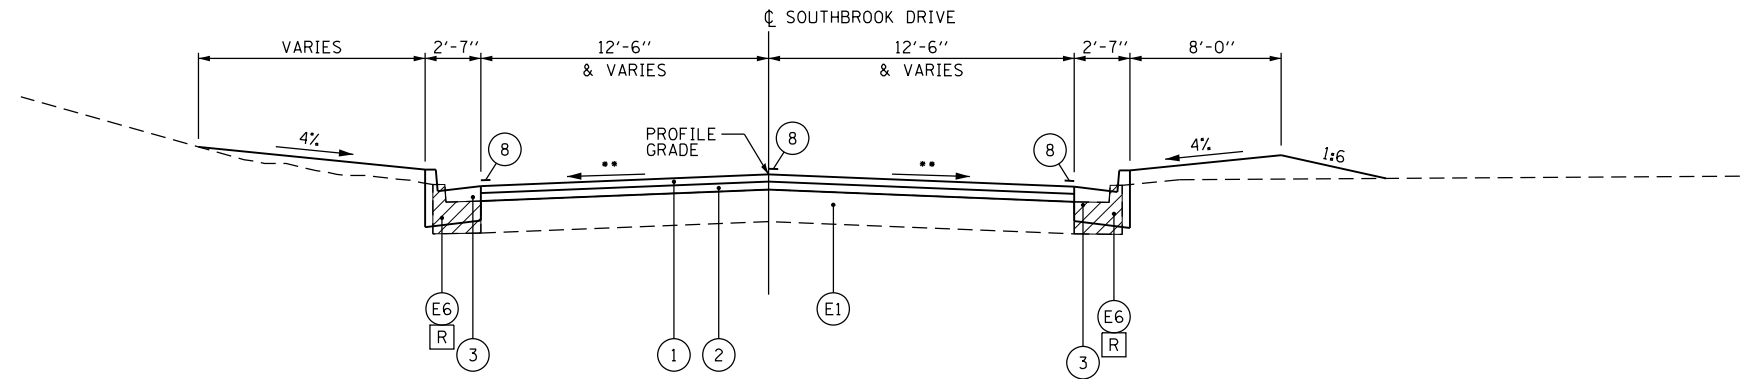 ℄ SOUTHBROOK DRIVE
VARIES
2'-7"
12'-6"
& VARIES
12'-6"
& VARIES
2'-7"
8'-0"
4%
8
**
PROFILE
GRADE
8
**
8
4%
1:6
E6
R
3
1
2
E1
3
E6
R